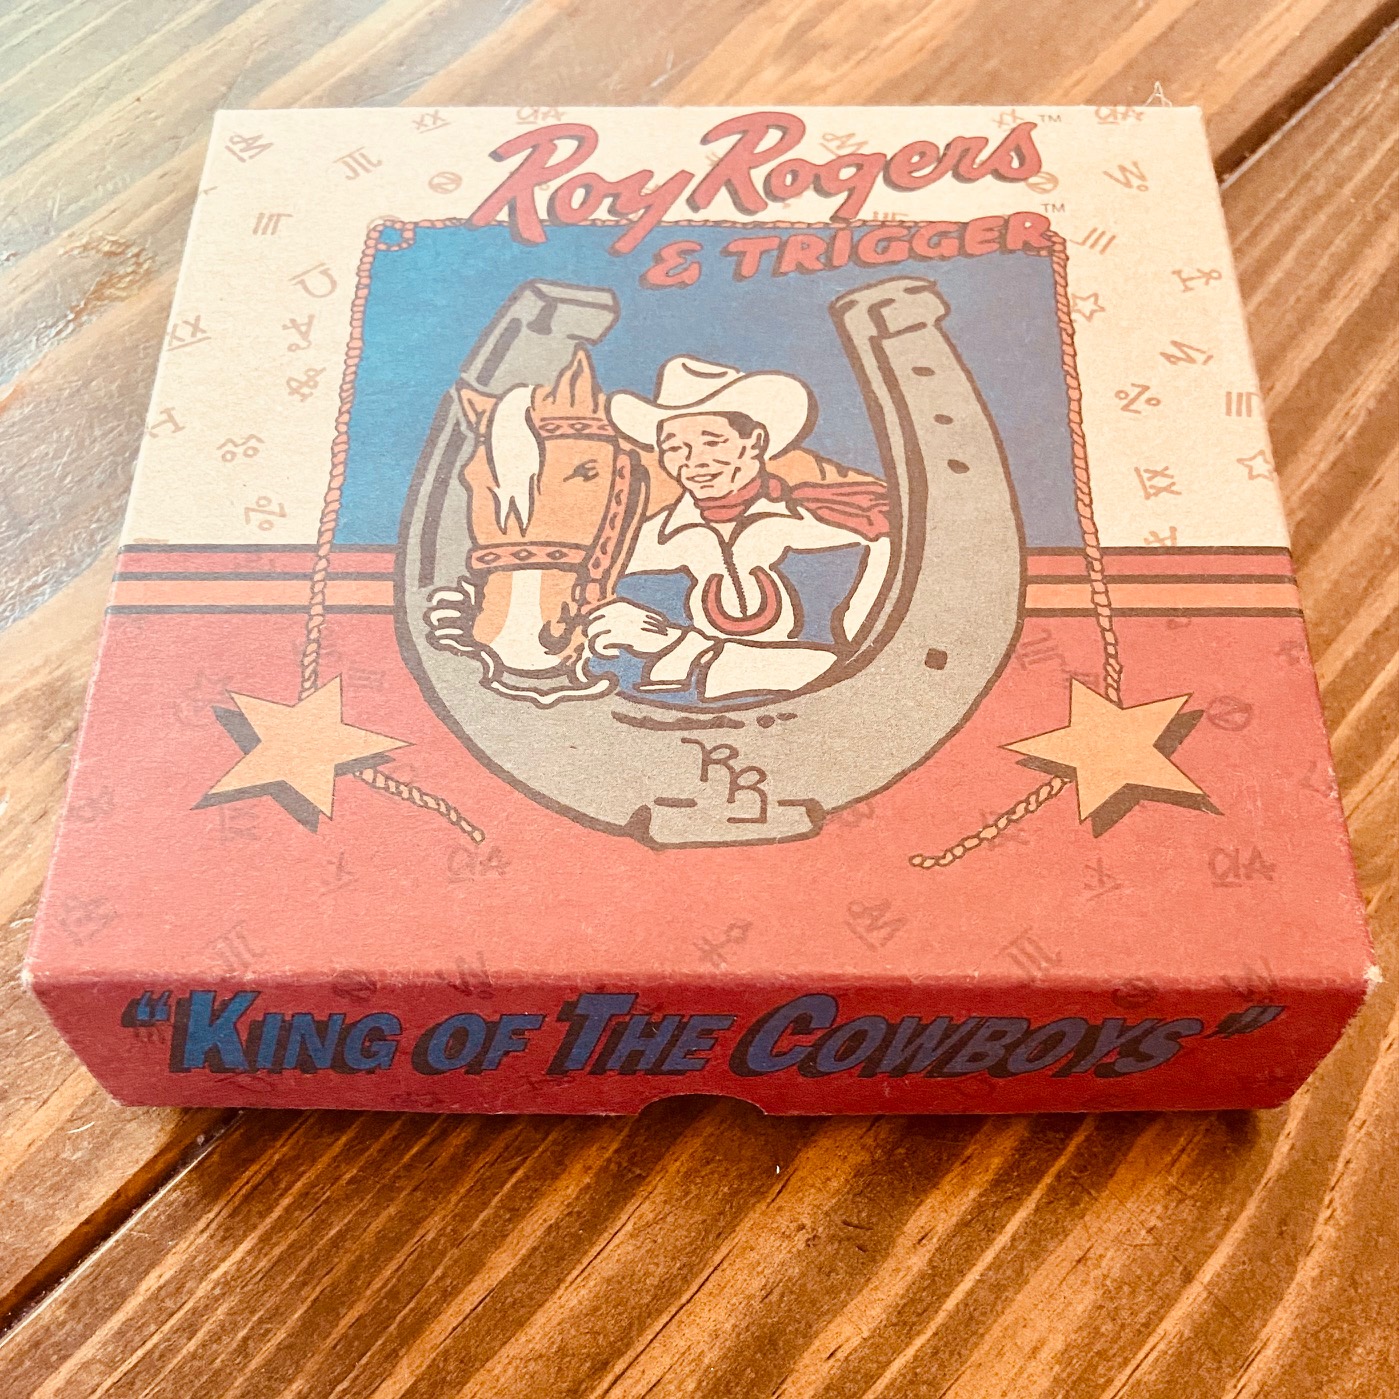 Roy Rogers™
& TRIGGER™
RR
"KING OF THE COWBOYS"